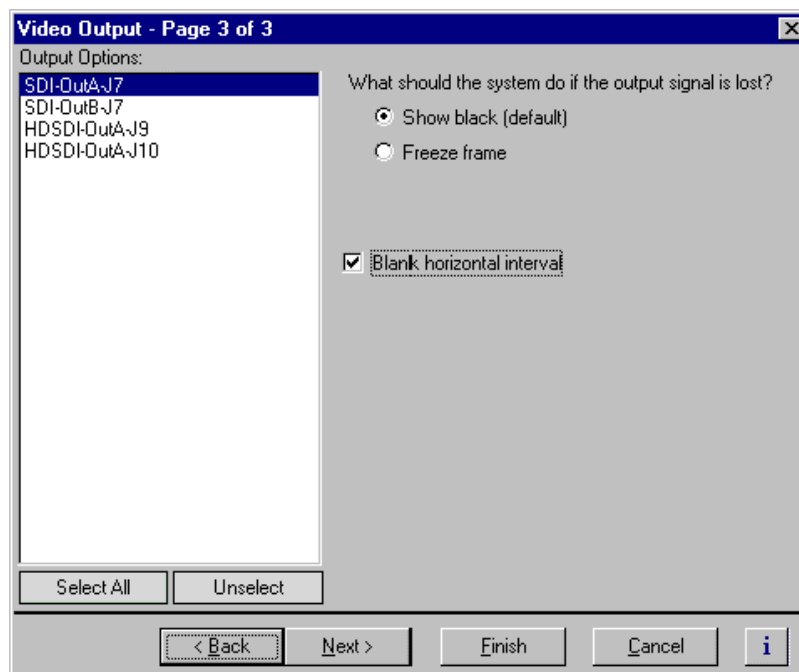 Video Output - Page 3 of 3
Output Options:
SDI-OutA-J7
SDI-OutB-J7
HDSDI-OutA-J9
HDSDI-OutA-J10
What should the system do if the output signal is lost?
Show black (default)
Freeze frame
Blank horizontal interval
Select All
Unselect
< Back
Next >
Finish
Cancel
i